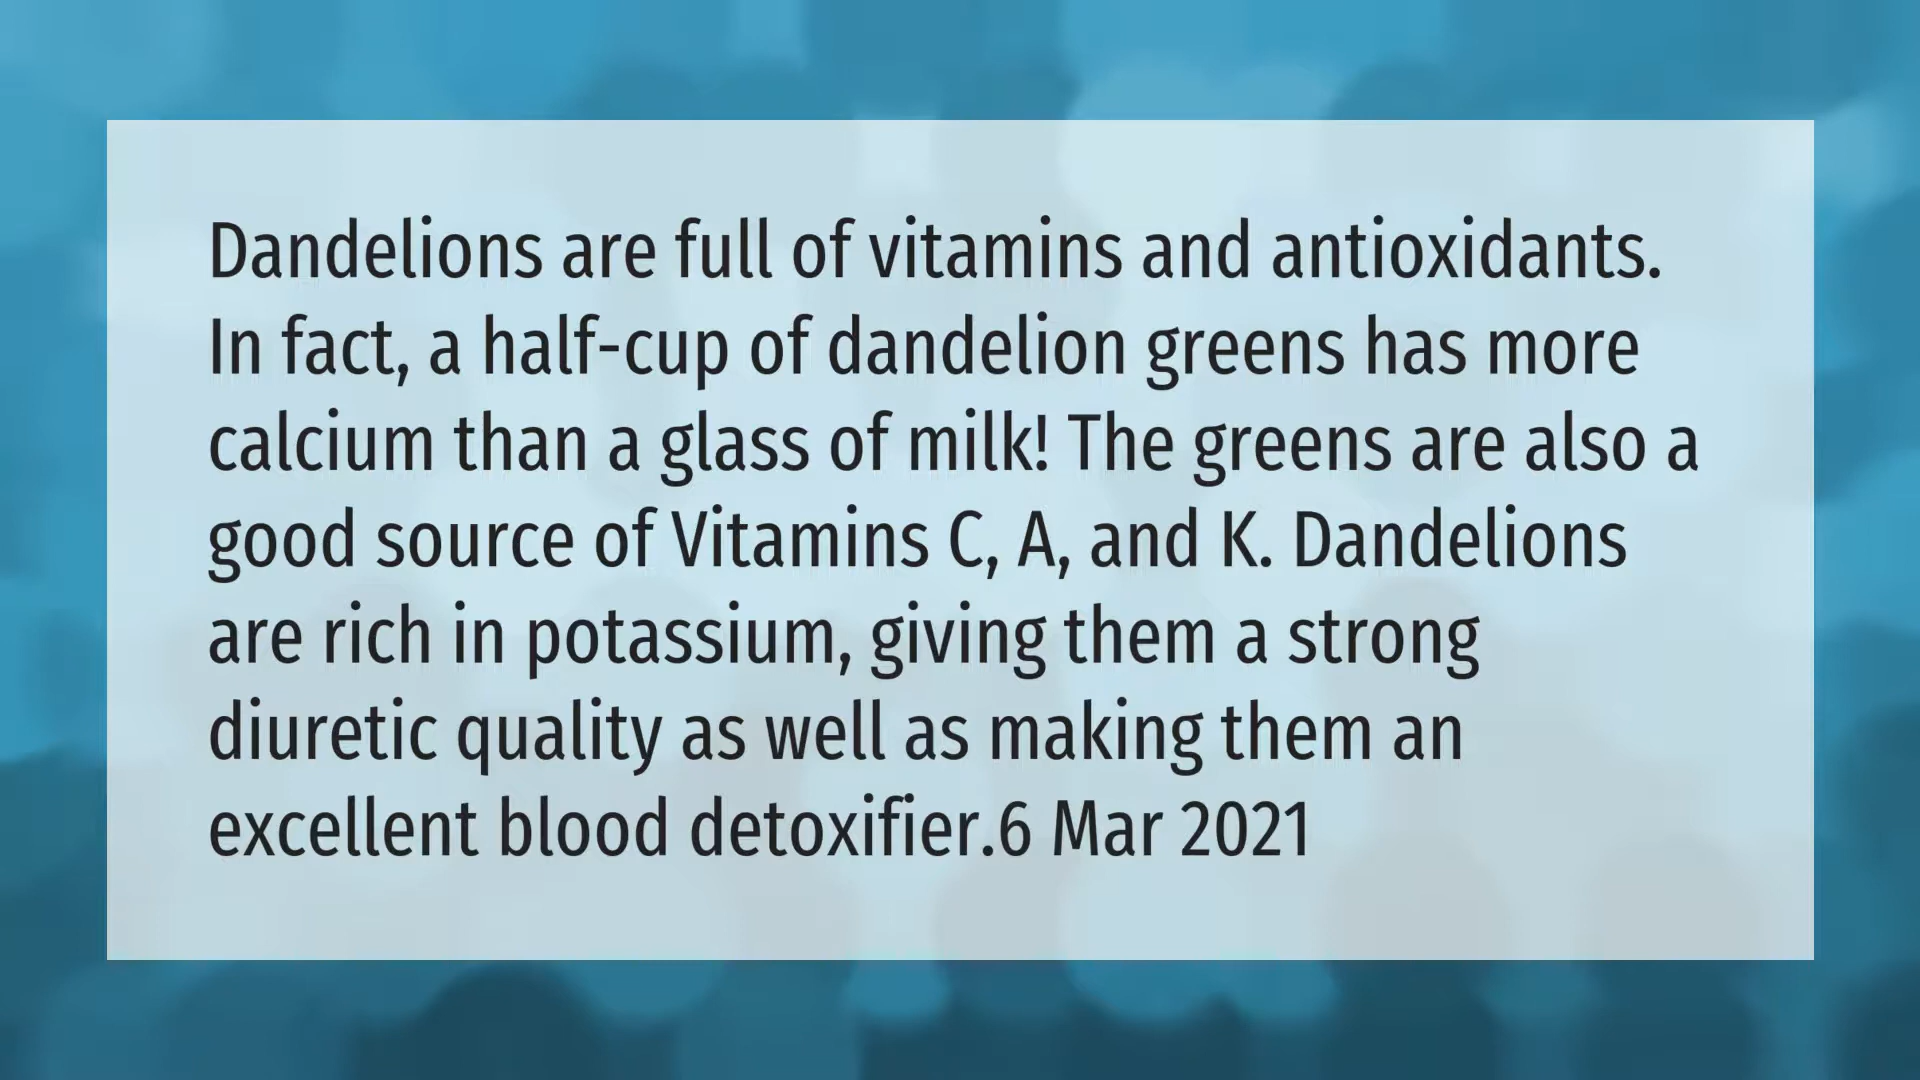 Dandelions are full of vitamins and antioxidants.
In fact, a half-cup of dandelion greens has more
calcium than a glass of milk! The greens are also a
good source of Vitamins C, A, and K. Dandelions
are rich in potassium, giving them a strong
diuretic quality as well as making them an
excellent blood detoxifier.6 Mar 2021